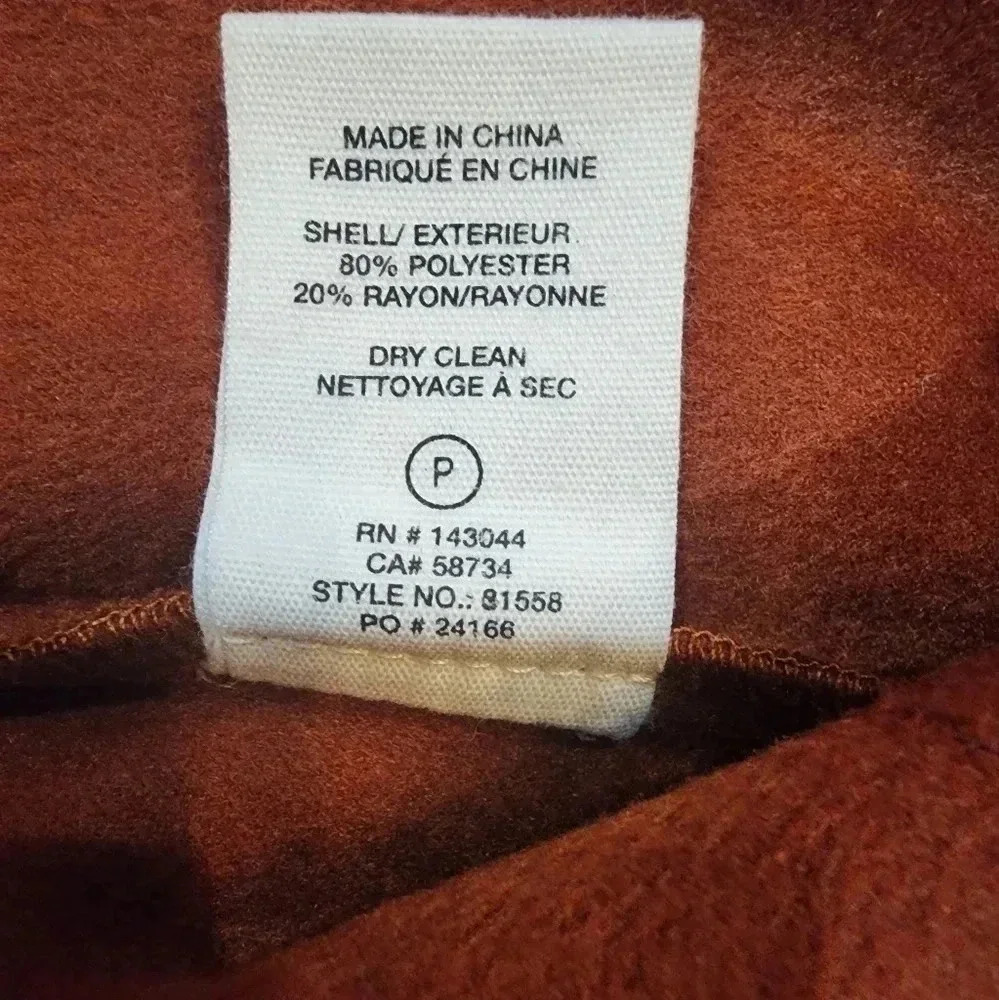 MADE IN CHINA
FABRIQUÉ EN CHINE
SHELL/ EXTERIEUR
80% POLYESTER
20% RAYON/RAYONNE
DRY CLEAN
NETTOYAGE À SEC
P
RN # 143044
CA# 58734
STYLE NO.: 81558
PO # 24166